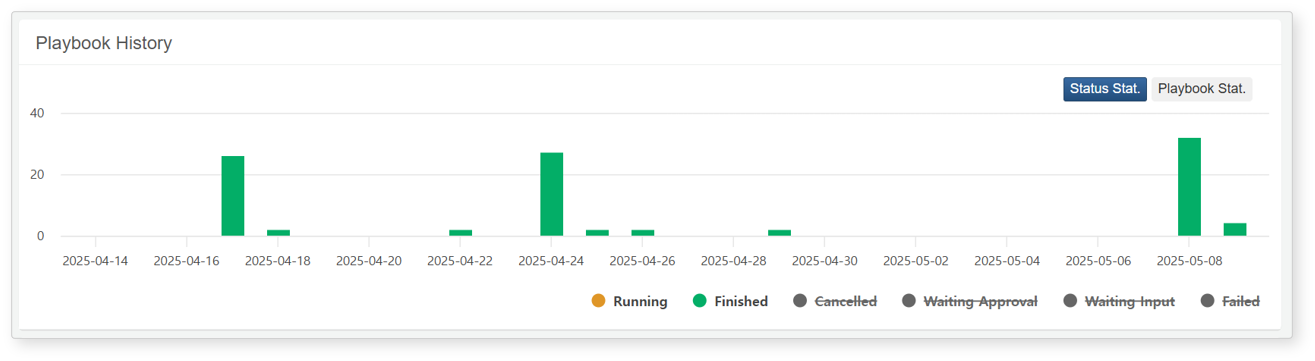 Playbook History
Status Stat. Playbook Stat.
40
20
0
2025-04-14 2025-04-16 2025-04-18 2025-04-20 2025-04-22 2025-04-24 2025-04-26 2025-04-28 2025-04-30 2025-05-02 2025-05-04 2025-05-06 2025-05-08
Running Finished Cancelled Waiting Approval Waiting Input Failed